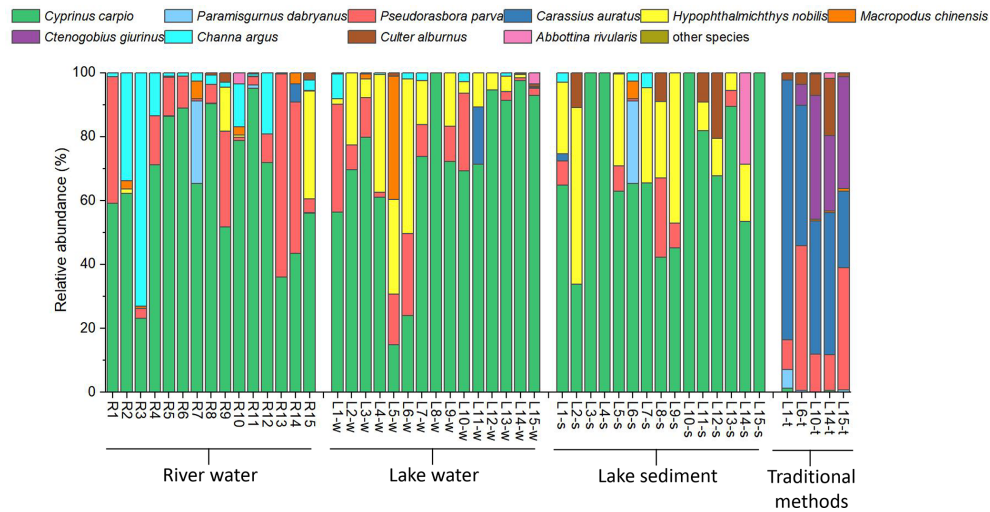 Cyprinus carpio Paramisgurnus dabryanus Pseudorasbora parva Carassius auratus Hypophthalmichthys nobilis Macropodus chinensis
Ctenogobius giurinus Channa argus Culter alburnus Abbottina rivularis other species
Relative abundance (%)
100
80
60
40
20
0
R1 R2 R3 R4 R5 R6 R7 R8 R9 R10 R11 R12 R13 R14 R15 L1-w L2-w L3-w L4-w L5-w L6-w L7-w L8-w L9-w L10-w L11-w L12-w L13-w L14-w L15-w L1-s L2-s L3-s L4-s L5-s L6-s L7-s L8-s L9-s L10-s L11-s L12-s L13-s L14-s L15-s L1-t L6-t L10-t L14-t L15-t
River water Lake water Lake sediment Traditional
methods